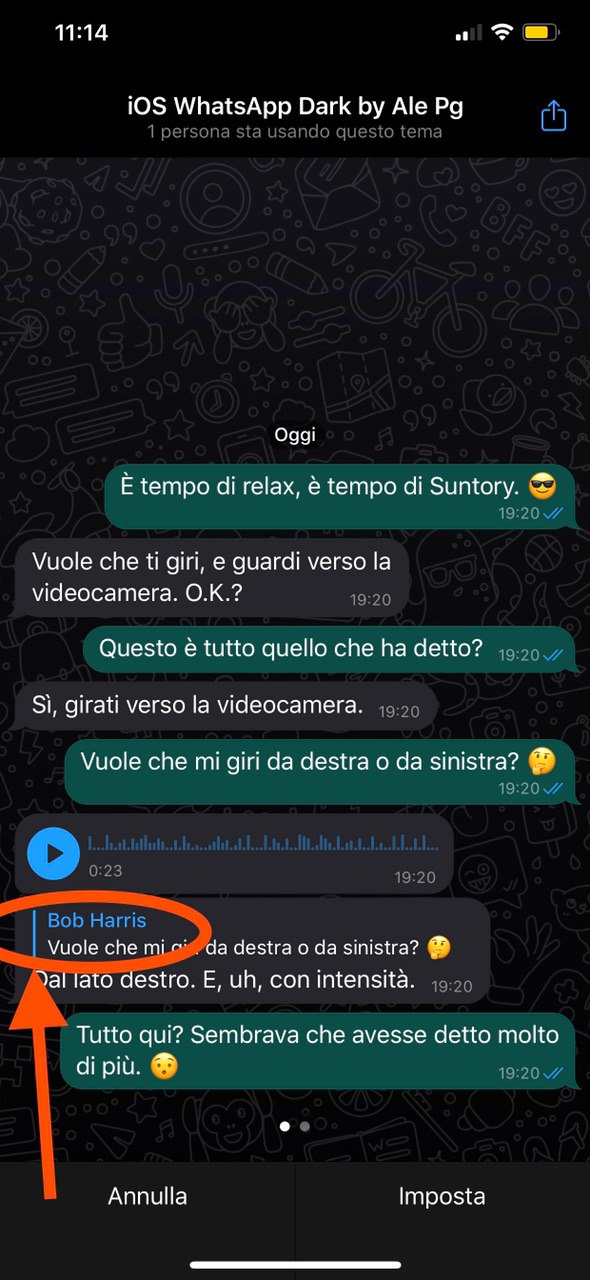 11:14
iOS WhatsApp Dark by Ale Pg
1 persona sta usando questo tema
BFF
Oggi
È tempo di relax, è tempo di Suntory. 😎
19:20
Vuole che ti giri, e guardi verso la
videocamera. O.K.?
19:20
Questo è tutto quello che ha detto? 19:20
Sì, girati verso la videocamera. 19:20
Vuole che mi giri da destra o da sinistra? 🤔
19:20
0:23
19:20
Bob Harris
Vuole che mi giri da destra o da sinistra? 🤔
Dal lato destro. E, uh, con intensità. 19:20
Tutto qui? Sembrava che avesse detto molto
di più. 😯
19:20
Annulla
Imposta